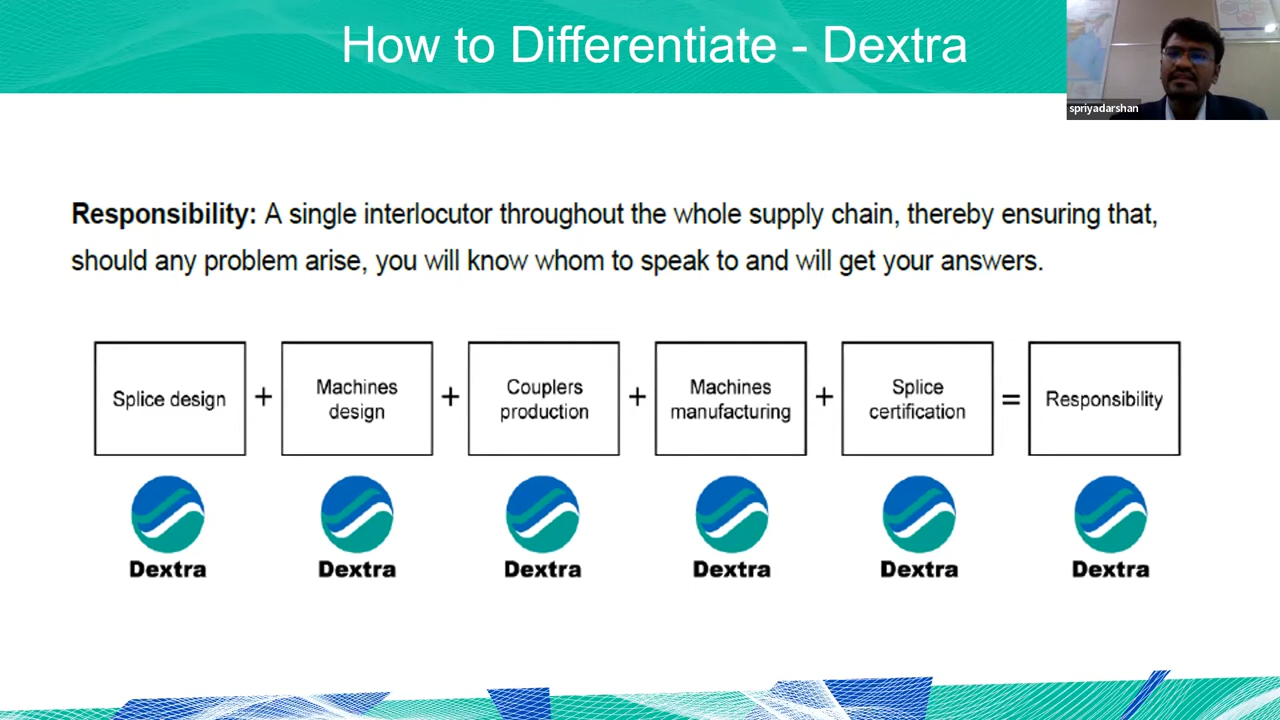 How to Differentiate - Dextra
spriyadarshan
Responsibility: A single interlocutor throughout the whole supply chain, thereby ensuring that,
should any problem arise, you will know whom to speak to and will get your answers.
Splice design
+
Machines
design
+
Couplers
production
+
Machines
manufacturing
+
Splice
certification
=
Responsibility
Dextra
Dextra
Dextra
Dextra
Dextra
Dextra